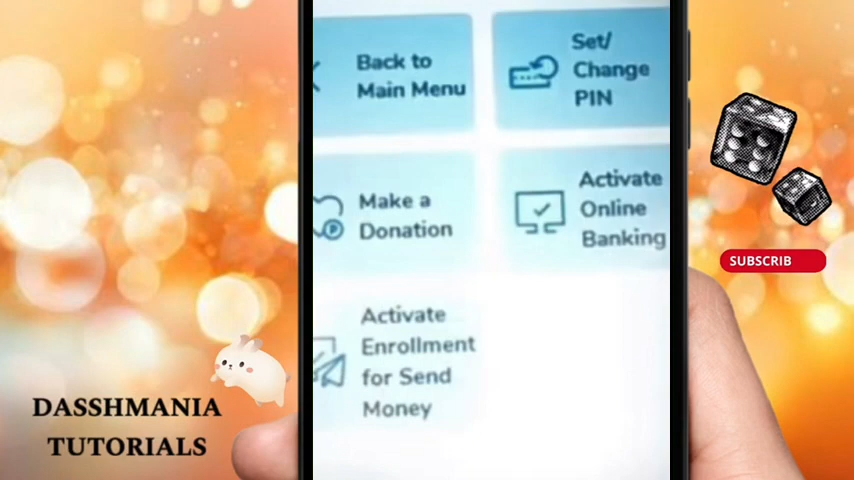 Back to
Main Menu
Set/
Change
PIN
Make a
Donation
Activate
Online
Banking
Activate
Enrollment
for Send
Money
DASSHMANIA
TUTORIALS
SUBSCRIB